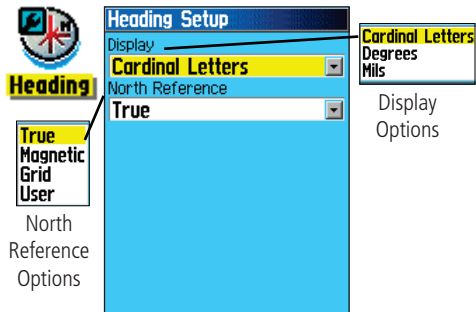 Heading
Heading Setup
Display
Cardinal Letters
North Reference
True
Cardinal Letters
Degrees
Mils
Display
Options
True
Magnetic
Grid
User
North
Reference
Options